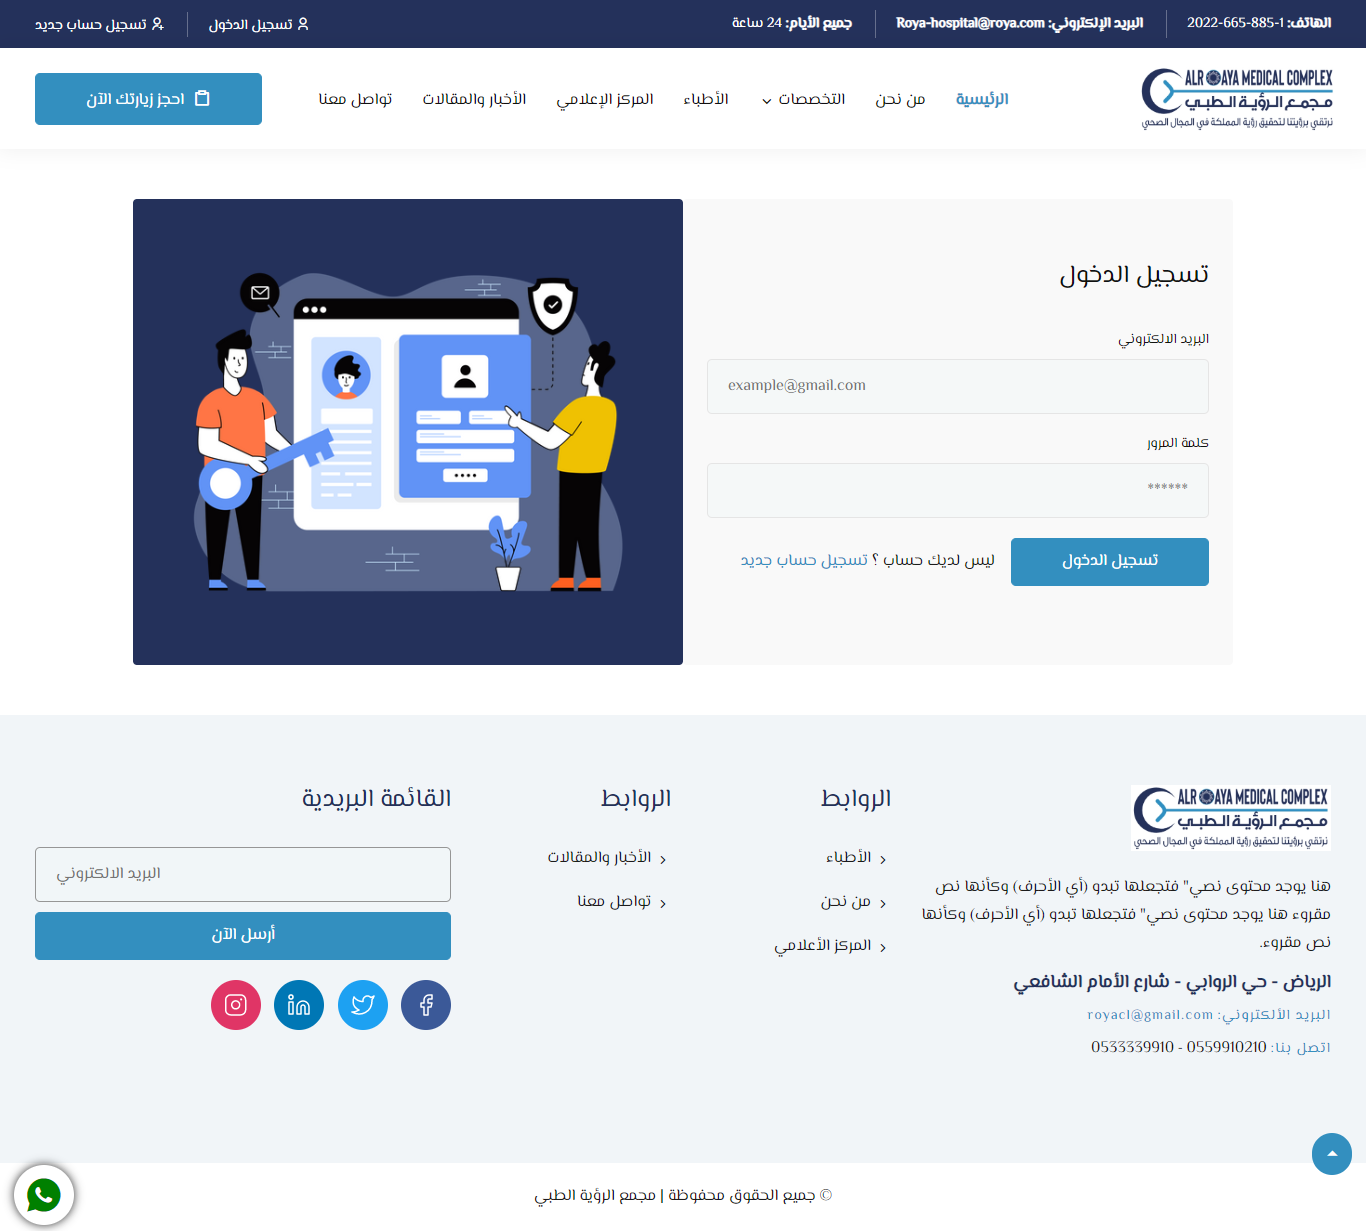 الهاتف: 1-885-665-2022
البريد الإلكتروني: Roya-hospital@roya.com
جميع الأيام: 24 ساعة
تسجيل الدخول
تسجيل حساب جديد
ALR AYA MEDICAL COMPLEX
مجمع الرؤية الطبي
نرتقي برؤيتنا لتحقيق رؤية المملكة في المجال الصحي
الرئيسية
من نحن
التخصصات
الأطباء
المركز الإعلامي
الأخبار والمقالات
تواصل معنا
احجز زيارتك الآن
تسجيل الدخول
البريد الالكتروني
example@gmail.com
كلمة المرور
******
تسجيل الدخول
ليس لديك حساب ؟ تسجيل حساب جديد
ALR AYA MEDICAL COMPLEX
مجمع الرؤية الطبي
نرتقي برؤيتنا لتحقيق رؤية المملكة في المجال الصحي
هنا يوجد محتوى نصي" فتجعلها تبدو (أي الأحرف) وكأنها نص
مقروء هنا يوجد محتوى نصي" فتجعلها تبدو (أي الأحرف) وكأنها
نص مقروء.
الرياض - حي الروابي - شارع الأمام الشافعي
البريد الألكتروني: royacl@gmail.com
اتصل بنا: 0559910210 - 0533339910
الروابط
الأطباء
من نحن
المركز الأعلامي
الروابط
الأخبار والمقالات
تواصل معنا
القائمة البريدية
البريد الالكتروني
أرسل الآن
© جميع الحقوق محفوظة | مجمع الرؤية الطبي